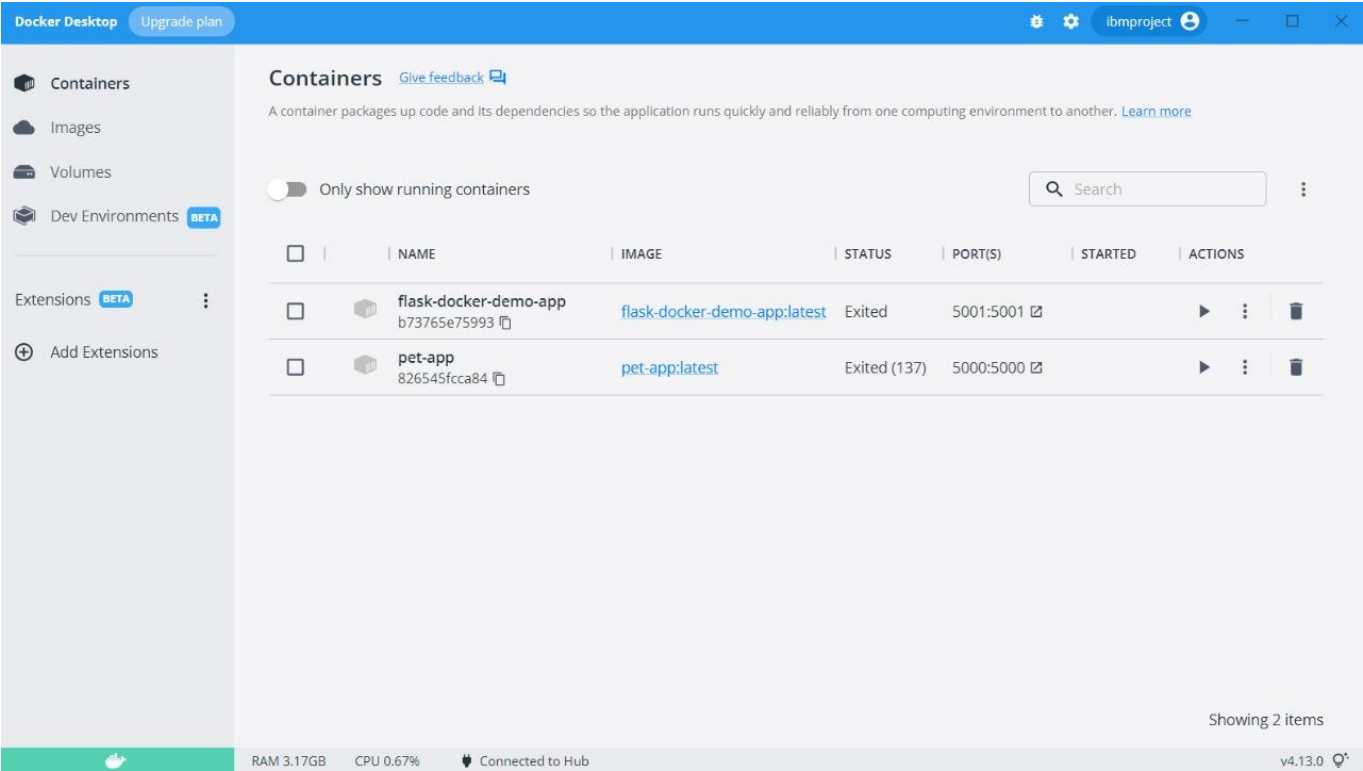 Docker Desktop Upgrade plan ibmproject
Containers
Images
Volumes
Dev Environments BETA
Extensions BETA
Add Extensions
Containers Give feedback
A container packages up code and its dependencies so the application runs quickly and reliably from one computing environment to another. Learn more
Only show running containers Search
NAME IMAGE STATUS PORT(S) STARTED ACTIONS
flask-docker-demo-app flask-docker-demo-app:latest Exited 5001:5001
b73765e75993
pet-app pet-app:latest Exited (137) 5000:5000
826545fcca84
Showing 2 items
RAM 3.17GB CPU 0.67% Connected to Hub v4.13.0